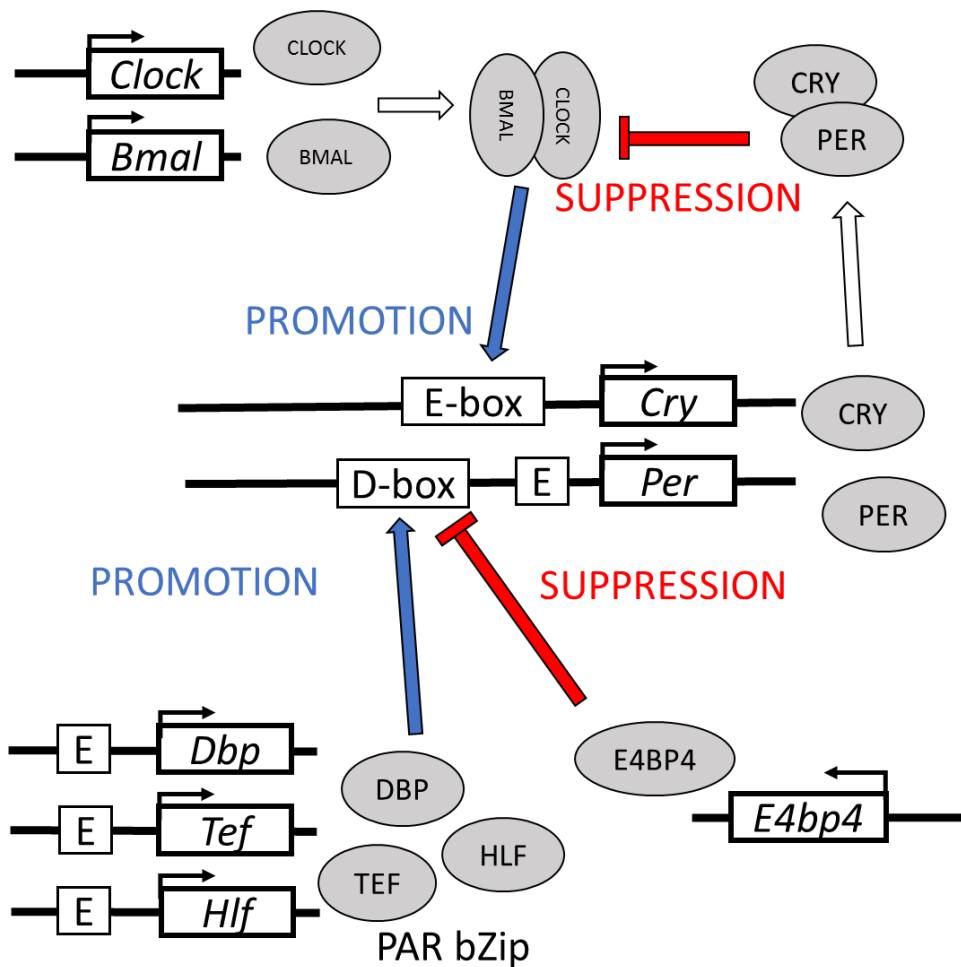 Clock
CLOCK
Bmal
BMAL
BMAL
CLOCK
CRY
PER
SUPPRESSION
PROMOTION
E-box
Cry
CRY
D-box
E
Per
PER
PROMOTION
SUPPRESSION
E
Dbp
DBP
E4BP4
E4bp4
E
Tef
TEF
HLF
E
Hlf
PAR bZip